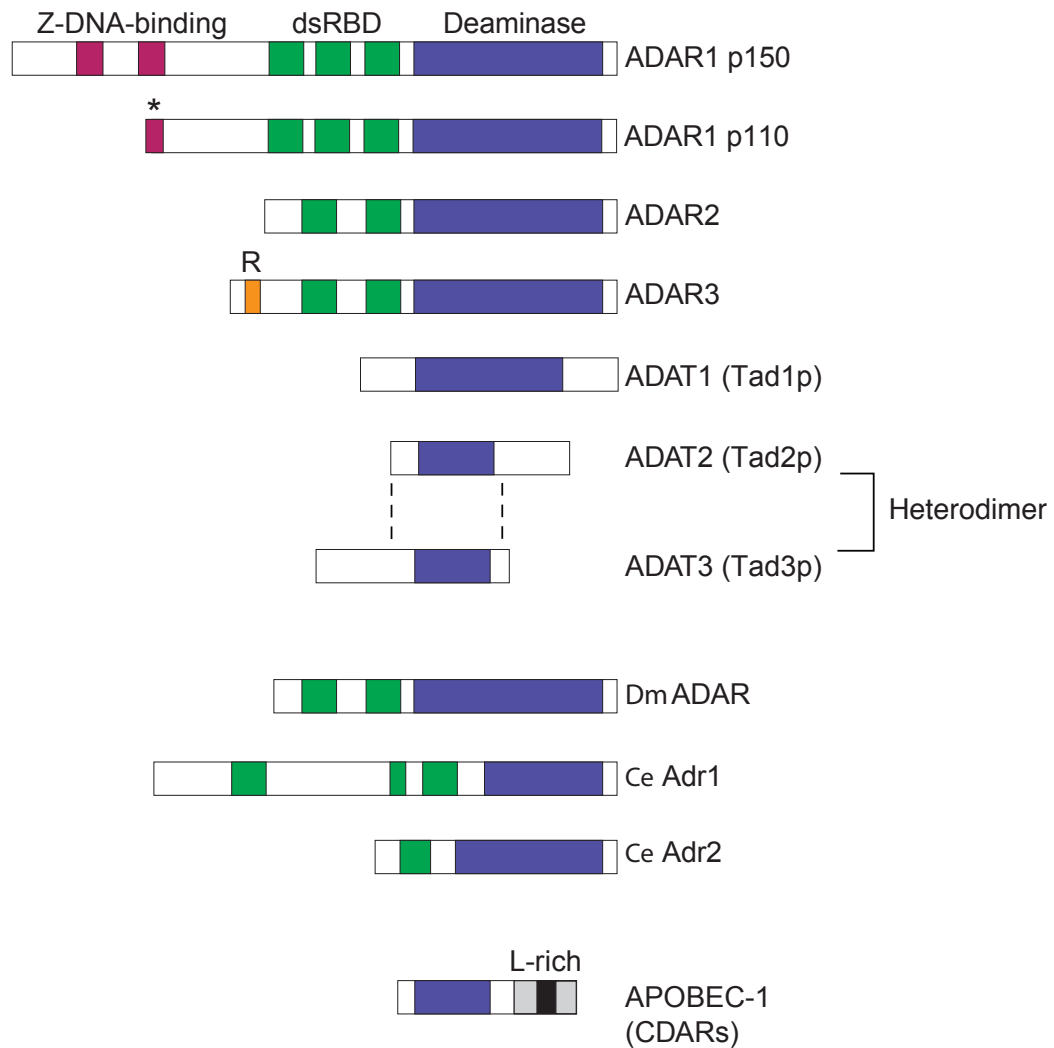 Z-DNA-binding dsRBD Deaminase
ADAR1 p150
*
ADAR1 p110
ADAR2
R
ADAR3
ADAT1 (Tad1p)
ADAT2 (Tad2p)
Heterodimer
ADAT3 (Tad3p)
Dm ADAR
Ce Adr1
Ce Adr2
L-rich
APOBEC-1
(CDARs)